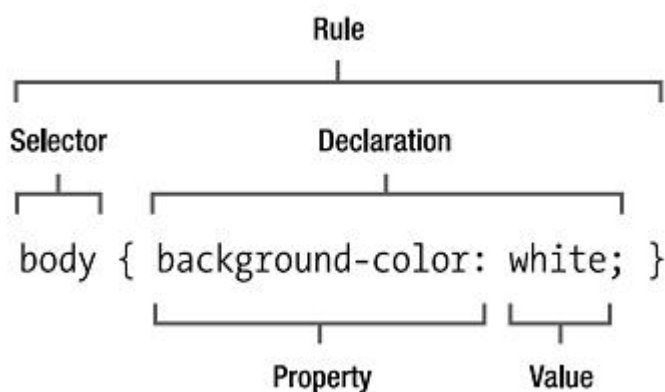 Rule
Selector Declaration
body { background-color: white; }
Property Value